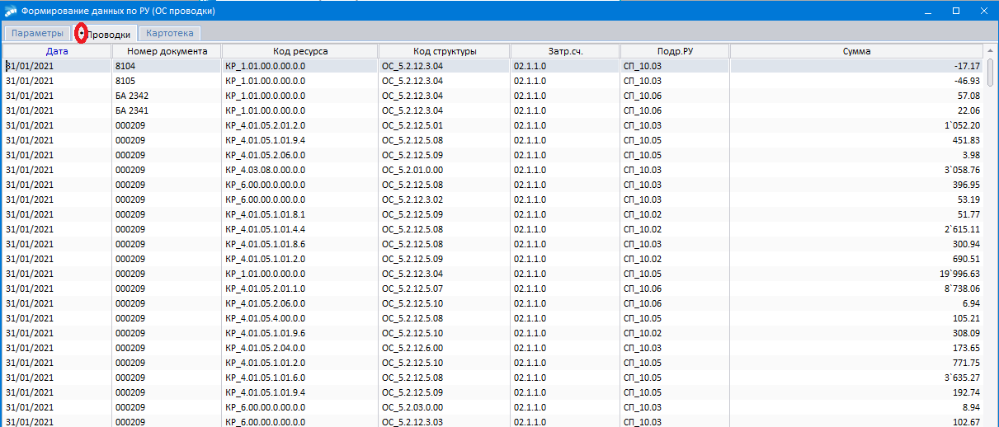 Формирование данных по РУ (ОС проводки)
Параметры Проводки Картотека
Дата Номер документа Код ресурса Код структуры Затр.сч. Подр.РУ Сумма
31/01/2021 8104 КР_1.01.00.0.00.0.0 ОС_5.2.12.3.04 02.1.1.0 СП_10.03 -17.17
31/01/2021 8105 КР_1.01.00.0.00.0.0 ОС_5.2.12.3.04 02.1.1.0 СП_10.03 -46.93
31/01/2021 БА 2342 КР_1.01.00.0.00.0.0 ОС_5.2.12.3.04 02.1.1.0 СП_10.06 57.08
31/01/2021 БА 2341 КР_1.01.00.0.00.0.0 ОС_5.2.12.3.04 02.1.1.0 СП_10.06 22.06
31/01/2021 000209 КР_4.01.05.2.01.2.0 ОС_5.2.12.5.01 02.1.1.0 СП_10.03 1`052.20
31/01/2021 000209 КР_4.01.05.1.01.9.4 ОС_5.2.12.5.08 02.1.1.0 СП_10.05 451.83
31/01/2021 000209 КР_4.01.05.2.06.0.0 ОС_5.2.12.5.09 02.1.1.0 СП_10.05 3.98
31/01/2021 000209 КР_4.03.08.0.00.0.0 ОС_5.2.01.0.00 02.1.1.0 СП_10.03 3`058.76
31/01/2021 000209 КР_6.00.00.0.00.0.0 ОС_5.2.12.5.08 02.1.1.0 СП_10.03 396.95
31/01/2021 000209 КР_6.00.00.0.00.0.0 ОС_5.2.12.3.02 02.1.1.0 СП_10.03 53.19
31/01/2021 000209 КР_4.01.05.1.01.8.1 ОС_5.2.12.5.09 02.1.1.0 СП_10.02 51.77
31/01/2021 000209 КР_4.01.05.1.01.4.4 ОС_5.2.12.5.08 02.1.1.0 СП_10.02 2`615.11
31/01/2021 000209 КР_4.01.05.1.01.8.6 ОС_5.2.12.5.08 02.1.1.0 СП_10.03 300.94
31/01/2021 000209 КР_4.01.05.1.01.2.0 ОС_5.2.12.5.09 02.1.1.0 СП_10.02 690.51
31/01/2021 000209 КР_1.01.00.0.00.0.0 ОС_5.2.12.3.04 02.1.1.0 СП_10.05 19`996.63
31/01/2021 000209 КР_4.01.05.2.01.1.0 ОС_5.2.12.5.07 02.1.1.0 СП_10.06 8`738.06
31/01/2021 000209 КР_4.01.05.2.06.0.0 ОС_5.2.12.5.10 02.1.1.0 СП_10.06 6.94
31/01/2021 000209 КР_4.01.05.4.00.0.0 ОС_5.2.12.5.08 02.1.1.0 СП_10.05 105.21
31/01/2021 000209 КР_4.01.05.1.01.9.6 ОС_5.2.12.5.10 02.1.1.0 СП_10.02 308.09
31/01/2021 000209 КР_4.01.05.2.04.0.0 ОС_5.2.12.6.00 02.1.1.0 СП_10.03 173.65
31/01/2021 000209 КР_4.01.05.1.01.2.0 ОС_5.2.12.5.10 02.1.1.0 СП_10.05 771.75
31/01/2021 000209 КР_4.01.05.1.01.6.0 ОС_5.2.12.5.08 02.1.1.0 СП_10.05 3`635.27
31/01/2021 000209 КР_4.01.05.1.01.9.4 ОС_5.2.12.5.09 02.1.1.0 СП_10.05 192.74
31/01/2021 000209 КР_6.00.00.0.00.0.0 ОС_5.2.03.0.00 02.1.1.0 СП_10.03 8.94
31/01/2021 000209 КР_6.00.00.0.00.0.0 ОС_5.2.12.3.03 02.1.1.0 СП_10.05 102.67